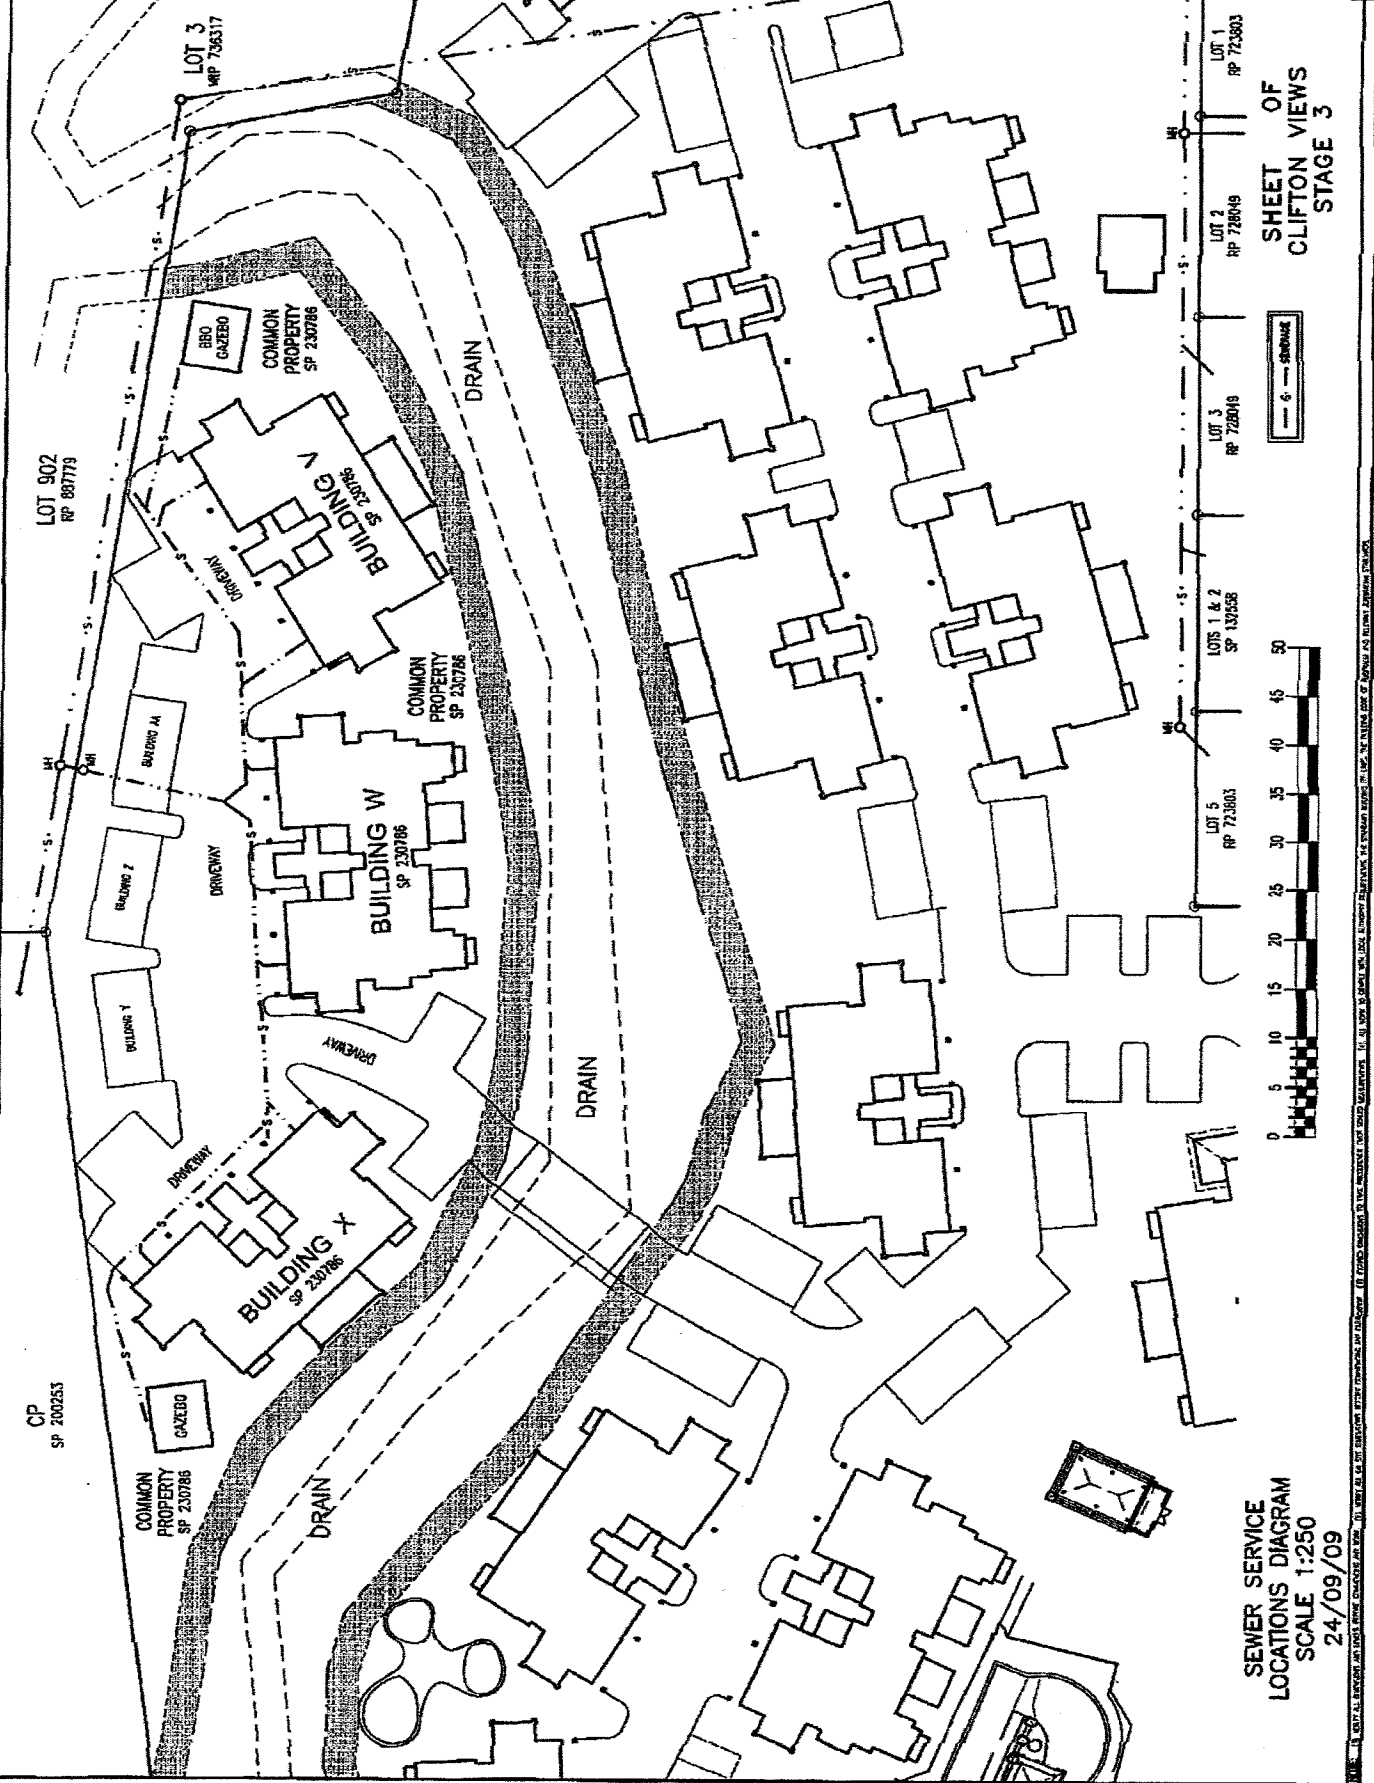 LOT 3
RP 736317
LOT 902
RP 887779
CP
SP 200253
COMMON
PROPERTY
SP 230786
GAZEBO
BUILDING X
SP 230786
DRIVEWAY
DRIVEWAY
BUILDING Y
BUILDING Z
BUILDING AA
DRIVEWAY
BUILDING W
SP 230786
MH
MH
COMMON
PROPERTY
SP 230786
DRIVEWAY
BUILDING V
SP 230786
BBQ
GAZEBO
COMMON
PROPERTY
SP 230786
DRAIN
DRAIN
DRAIN
LOT 5
RP 723803
MH
LOTS 1 & 2
SP 132558
LOT 3
RP 728049
LOT 2
RP 728049
MH
LOT 1
RP 723803
0 5 10 15 20 25 30 35 40 45 50
SEWERAGE
SHEET OF
CLIFTON VIEWS
STAGE 3
SEWER SERVICE
LOCATIONS DIAGRAM
SCALE 1:250
24/09/09